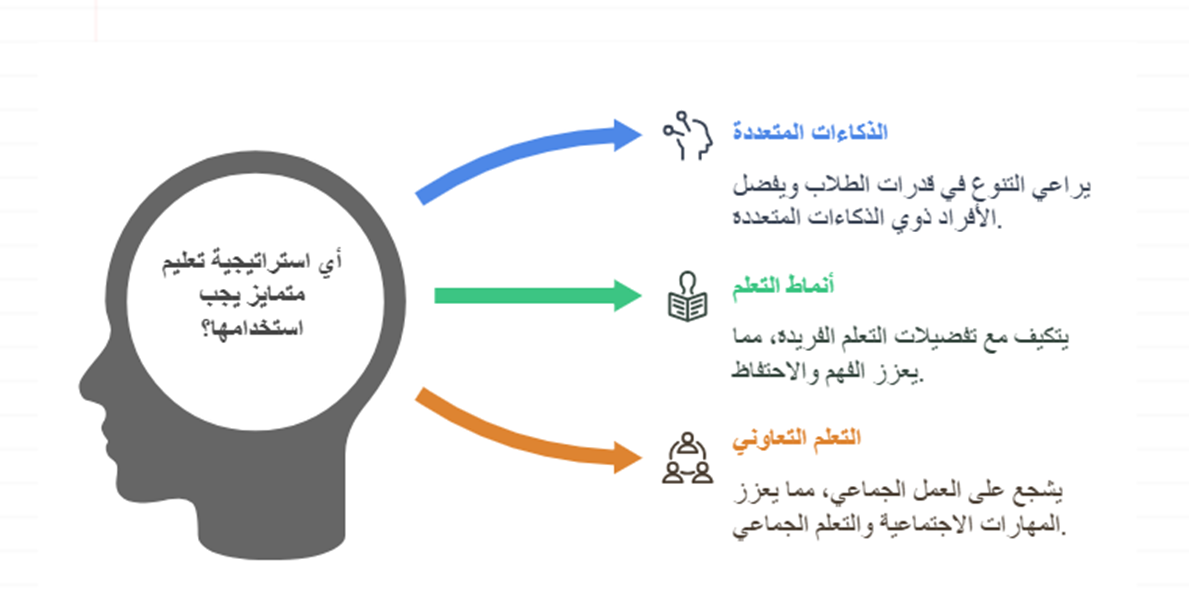 أي استراتيجية تعليم
متمايز يجب
استخدامها؟
الذكاءات المتعددة
يراعي التنوع في قدرات الطلاب ويفضل
الأفراد ذوي الذكاءات المتعددة.
أنماط التعلم
يتكيف مع تفضيلات التعلم الفريدة، مما
يعزز الفهم والاحتفاظ.
التعلم التعاوني
يشجع على العمل الجماعي، مما يعزز
المهارات الاجتماعية والتعلم الجماعي.